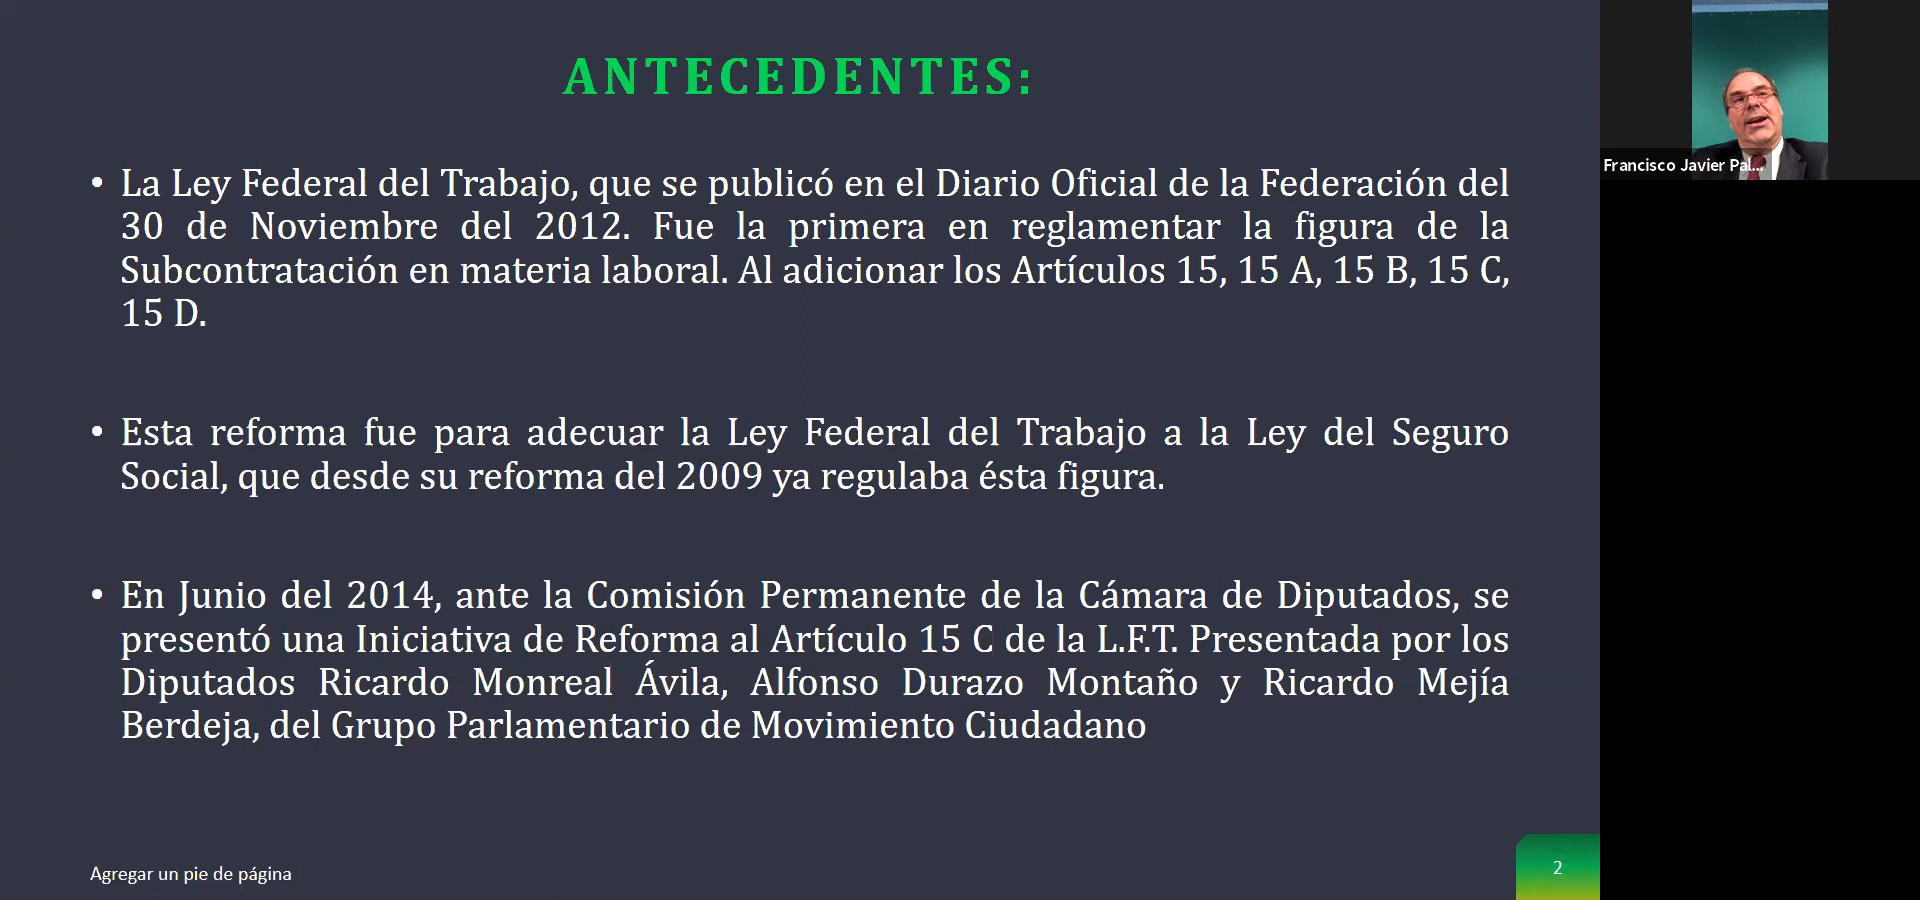 ANTECEDENTES:
• La Ley Federal del Trabajo, que se publicó en el Diario Oficial de la Federación del
30 de Noviembre del 2012. Fue la primera en reglamentar la figura de la
Subcontratación en materia laboral. Al adicionar los Artículos 15, 15 A, 15 B, 15 C,
15 D.
• Esta reforma fue para adecuar la Ley Federal del Trabajo a la Ley del Seguro
Social, que desde su reforma del 2009 ya regulaba ésta figura.
• En Junio del 2014, ante la Comisión Permanente de la Cámara de Diputados, se
presentó una Iniciativa de Reforma al Artículo 15 C de la L.F.T. Presentada por los
Diputados Ricardo Monreal Ávila, Alfonso Durazo Montaño y Ricardo Mejía
Berdeja, del Grupo Parlamentario de Movimiento Ciudadano
Agregar un pie de página
2
Francisco Javier Pal...